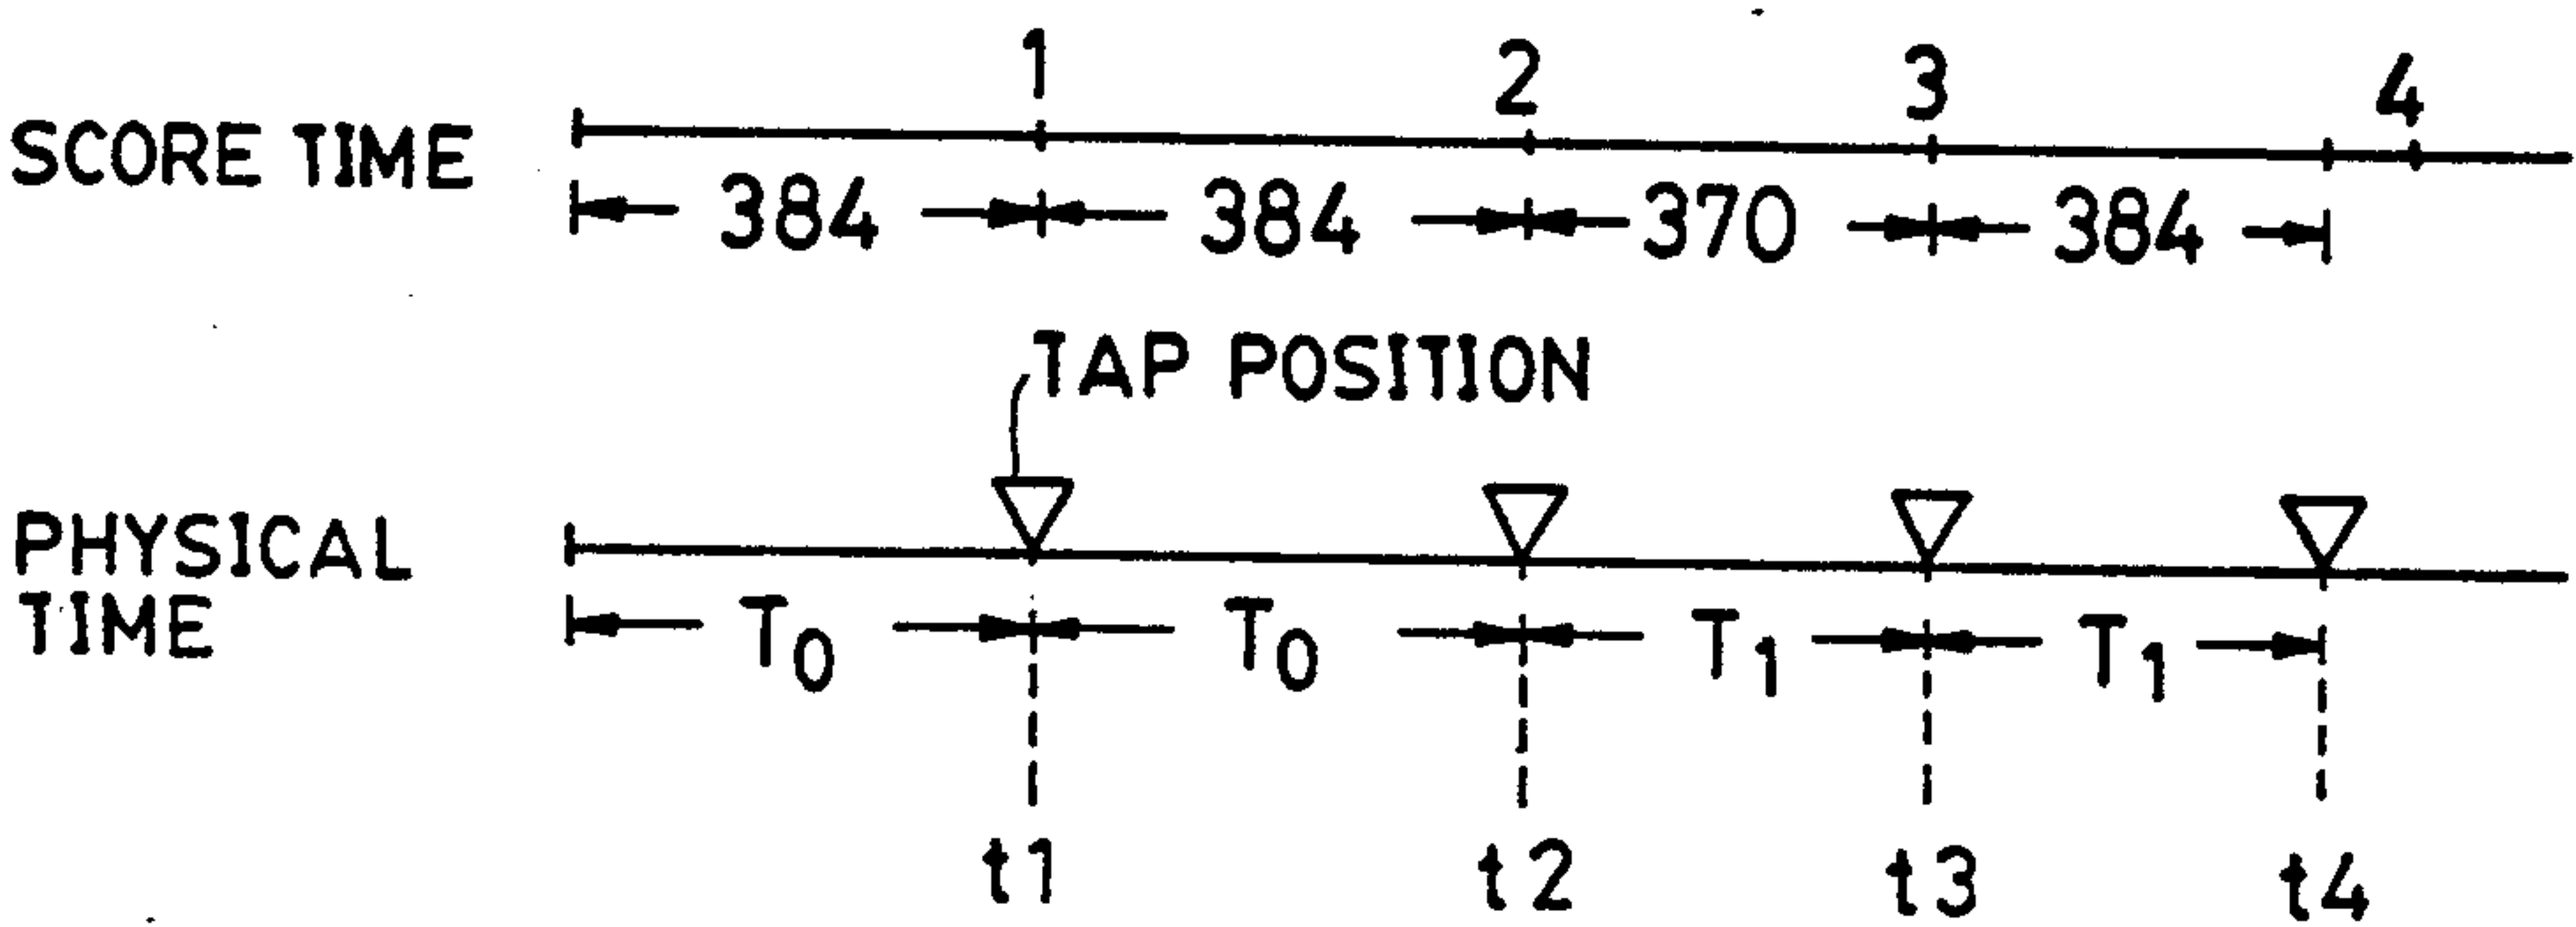 1 2 3 4
SCORE TIME
384 384 370 384
TAP POSITION
PHYSICAL
TIME
T0 T0 T1 T1
t1 t2 t3 t4